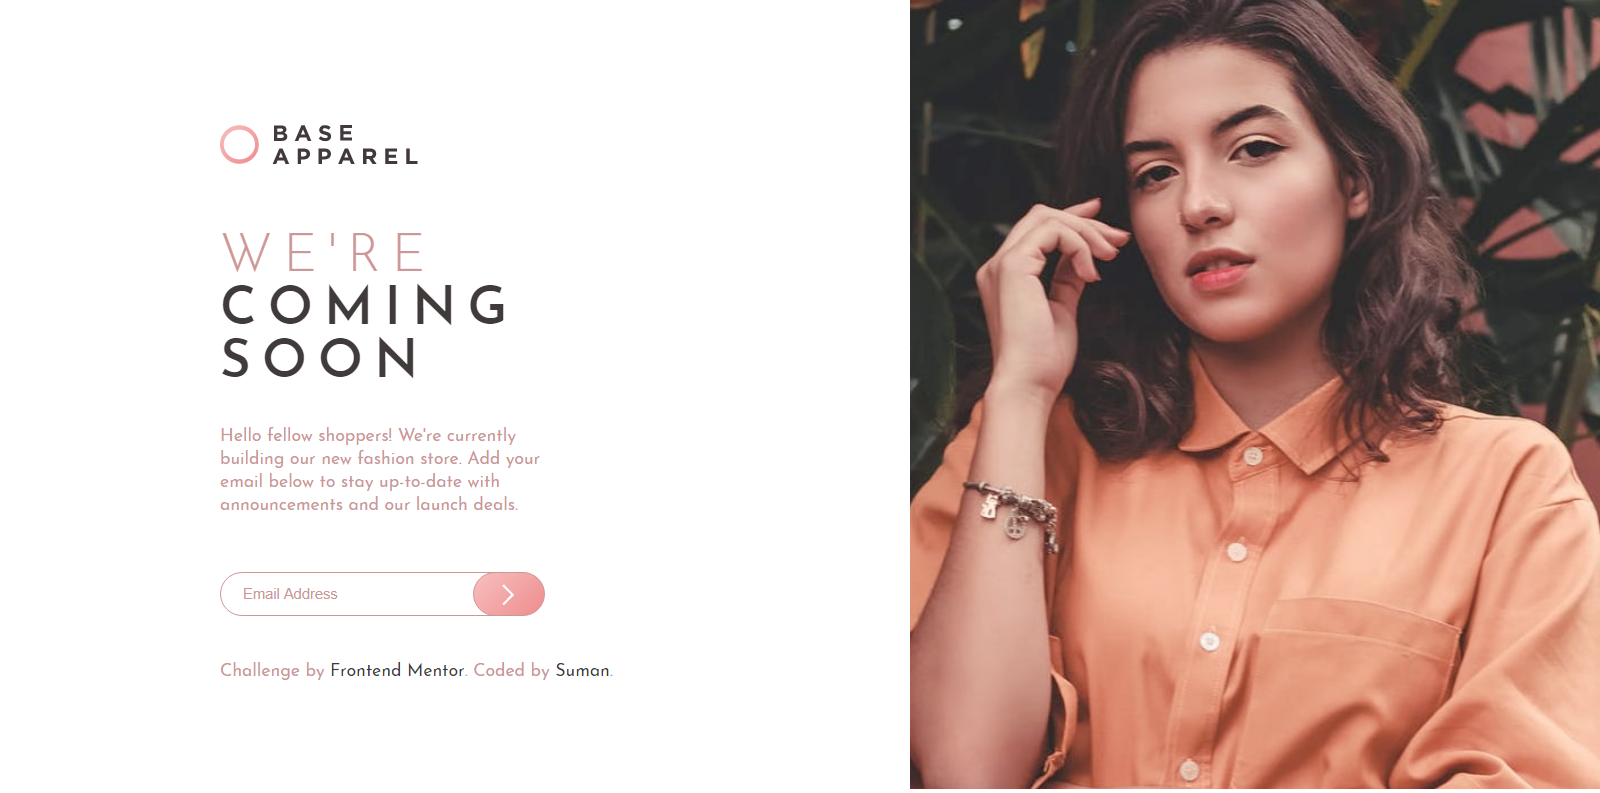 BASE
APPAREL
WE'RE
COMING
SOON
Hello fellow shoppers! We're currently
building our new fashion store. Add your
email below to stay up-to-date with
announcements and our launch deals.
Email Address
Challenge by Frontend Mentor. Coded by Suman.